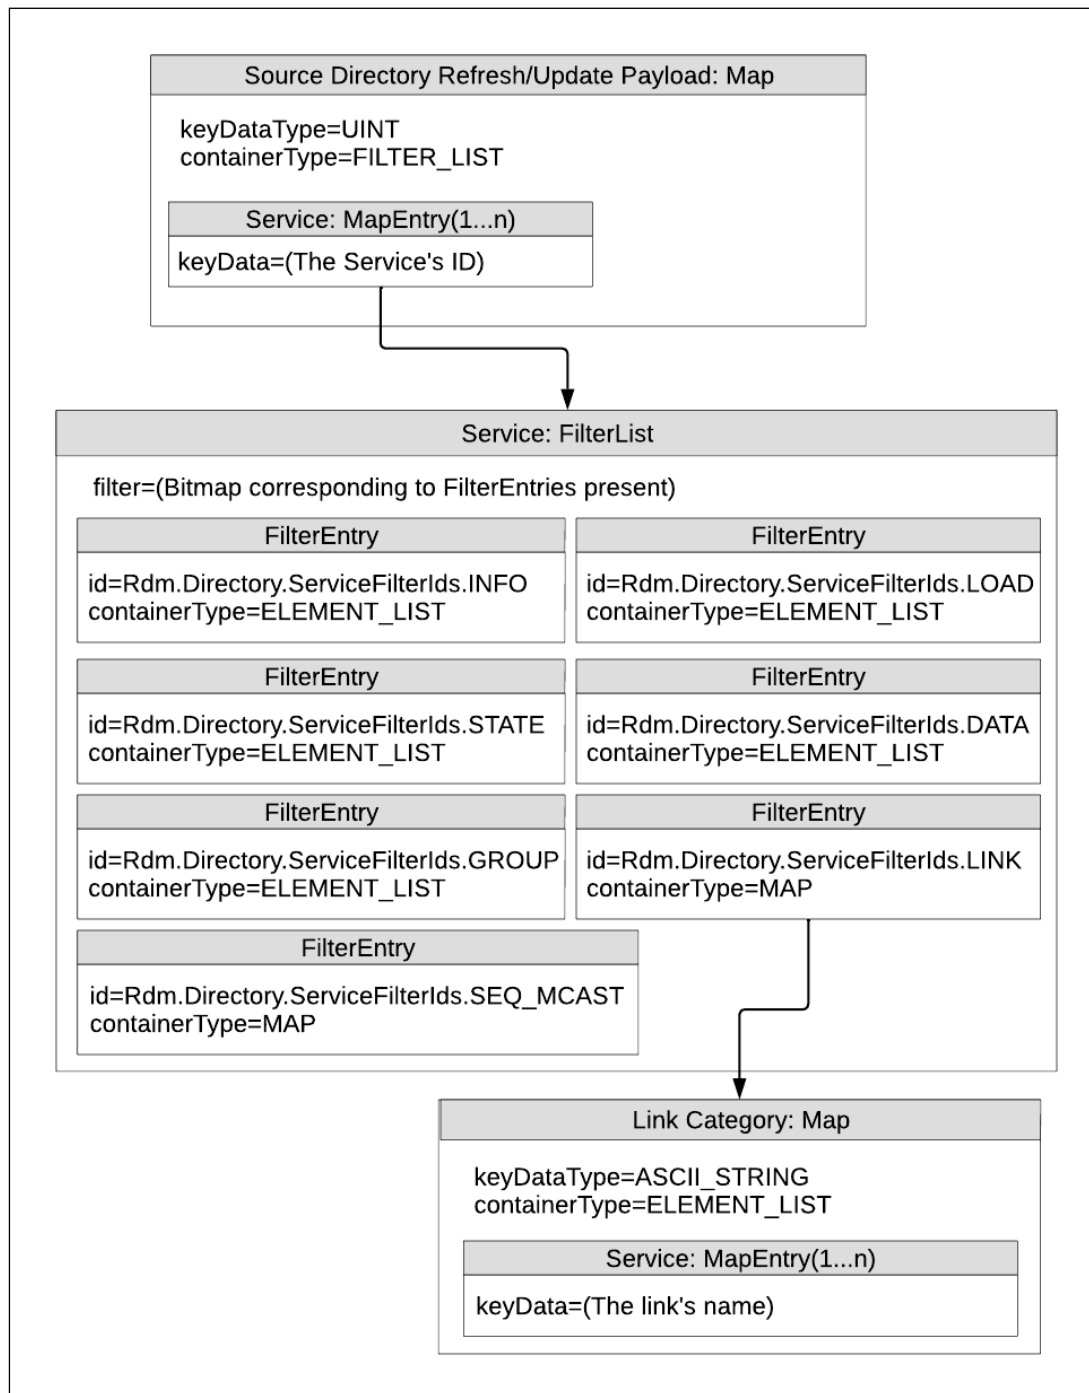 Source Directory Refresh/Update Payload: Map
keyDataType=UINT
containerType=FILTER_LIST
Service: MapEntry(1...n)
keyData=(The Service's ID)
Service: FilterList
filter=(Bitmap corresponding to FilterEntries present)
FilterEntry
id=Rdm.Directory.ServiceFilterIds.INFO
containerType=ELEMENT_LIST
FilterEntry
id=Rdm.Directory.ServiceFilterIds.LOAD
containerType=ELEMENT_LIST
FilterEntry
id=Rdm.Directory.ServiceFilterIds.STATE
containerType=ELEMENT_LIST
FilterEntry
id=Rdm.Directory.ServiceFilterIds.DATA
containerType=ELEMENT_LIST
FilterEntry
id=Rdm.Directory.ServiceFilterIds.GROUP
containerType=ELEMENT_LIST
FilterEntry
id=Rdm.Directory.ServiceFilterIds.LINK
containerType=MAP
FilterEntry
id=Rdm.Directory.ServiceFilterIds.SEQ_MCAST
containerType=MAP
Link Category: Map
keyDataType=ASCII_STRING
containerType=ELEMENT_LIST
Service: MapEntry(1...n)
keyData=(The link's name)